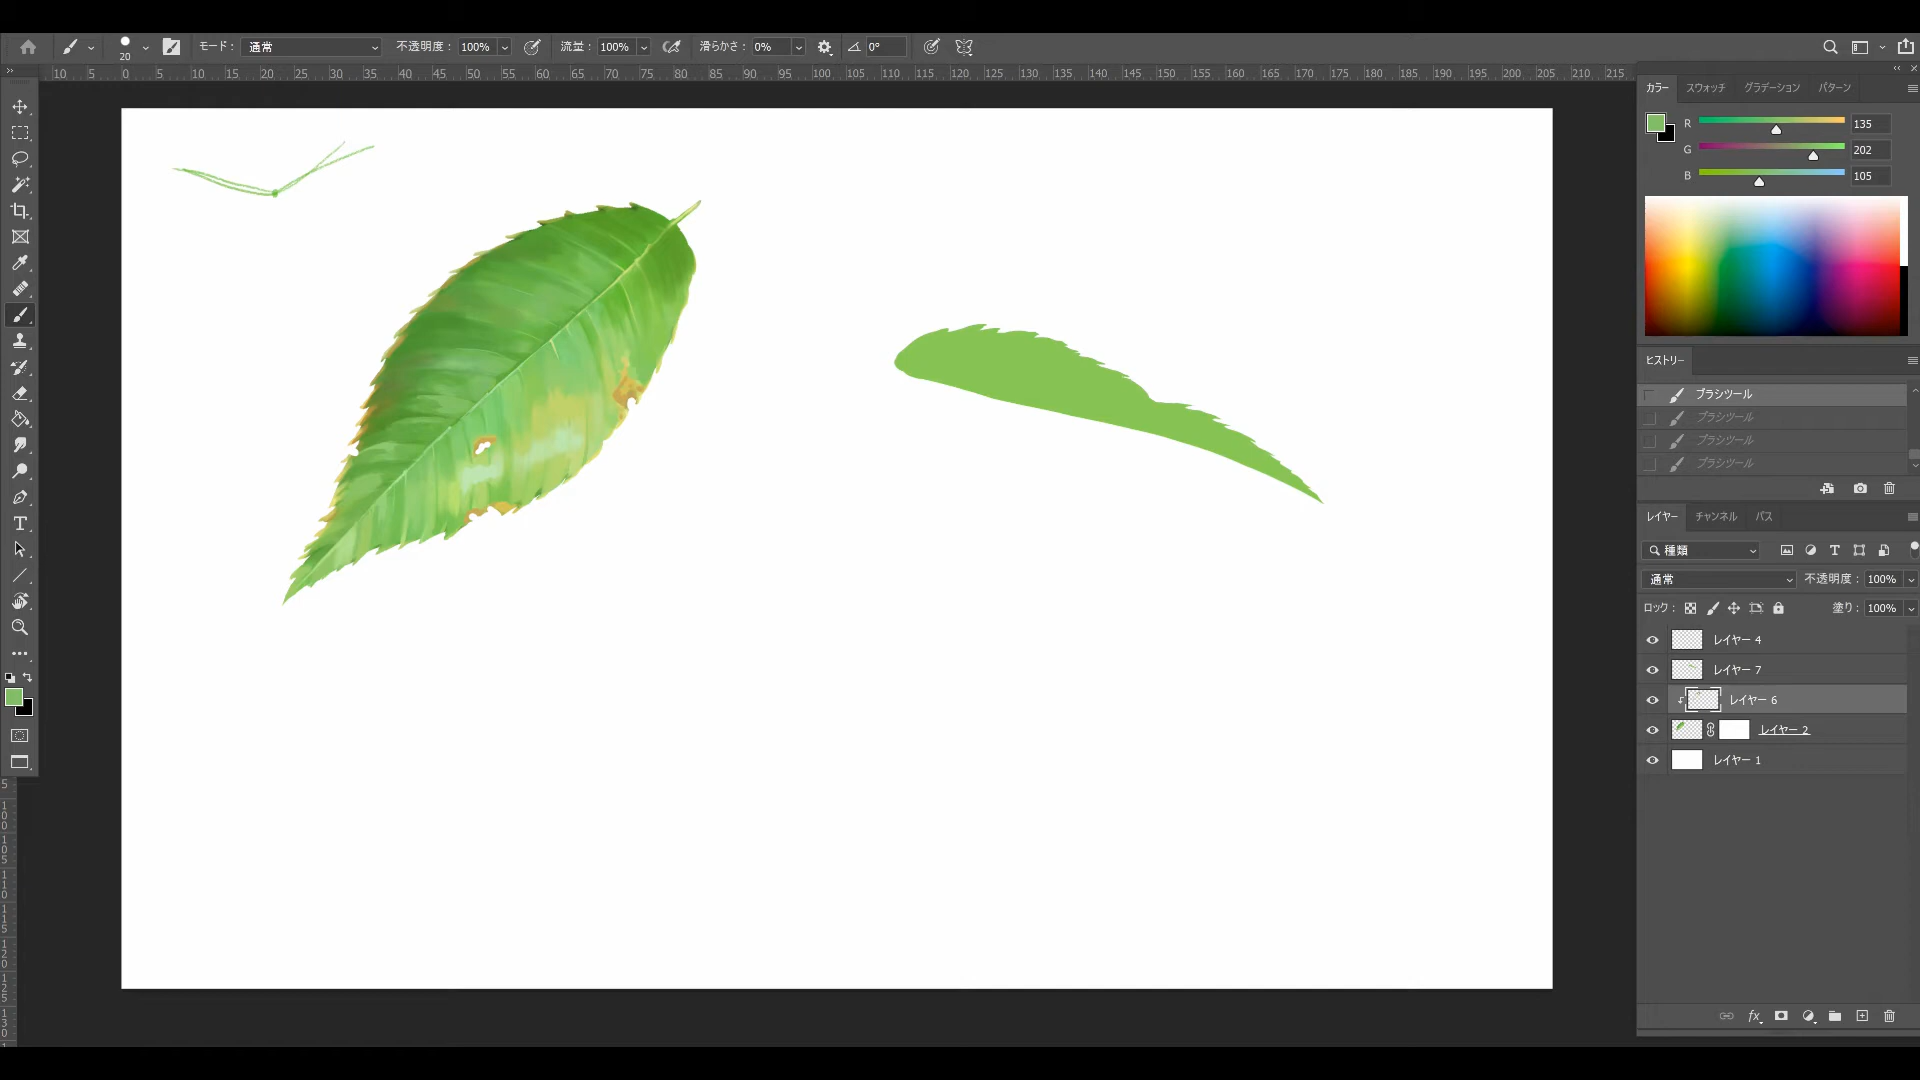 モード： 通常 不透明度： 100% 流量： 100% 滑らかさ： 0% 0°
20
10 5 0 5 10 15 20 25 30 35 40 45 50 55 60 65 70 75 80 85 90 95 100 105 110 115 120 125 130 135 140 145 150 155 160 165 170 175 180 185 190 195 200 205 210 215
カラー スウォッチ グラデーション パターン
R 135
G 202
B 105
ヒストリー
ブラシツール
ブラシツール
ブラシツール
ブラシツール
レイヤー チャンネル パス
種類
通常 不透明度： 100%
ロック： 塗り： 100%
レイヤー 4
レイヤー 7
レイヤー 6
レイヤー 2
レイヤー 1
fx